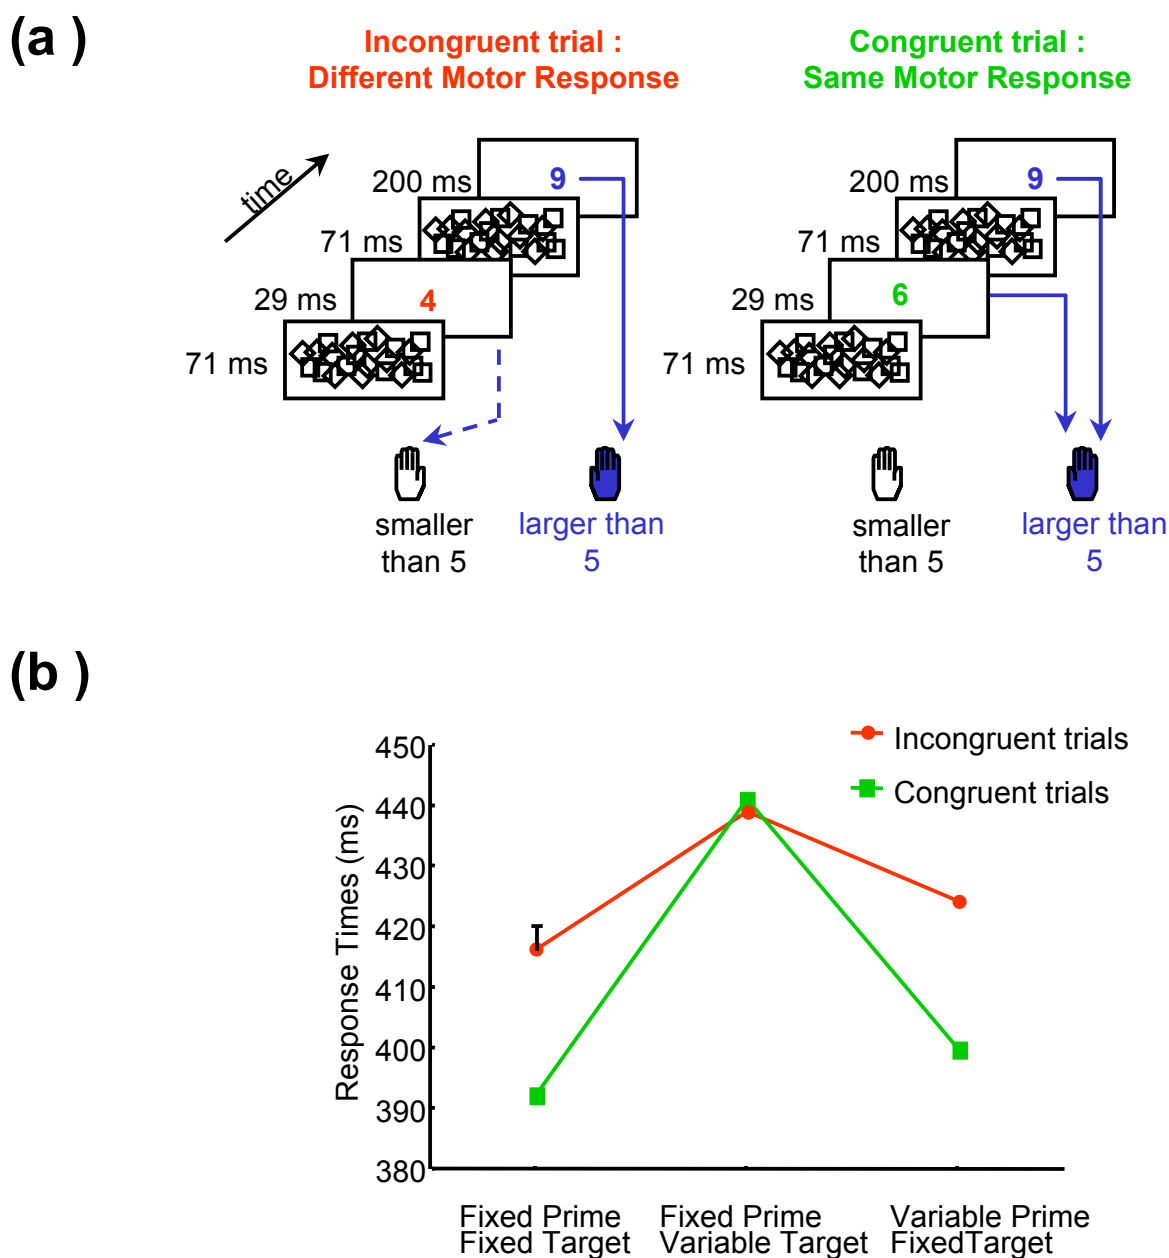 (a )
Incongruent trial :
Different Motor Response
Congruent trial :
Same Motor Response
time
200 ms
9
71 ms
29 ms
4
71 ms
smaller
than 5
larger than
5
200 ms
9
71 ms
29 ms
6
71 ms
smaller
than 5
larger than
5
(b )
Incongruent trials
Congruent trials
Response Times (ms)
450
440
430
420
410
400
390
380
Fixed Prime
Fixed Target
Fixed Prime
Variable Target
Variable Prime
FixedTarget